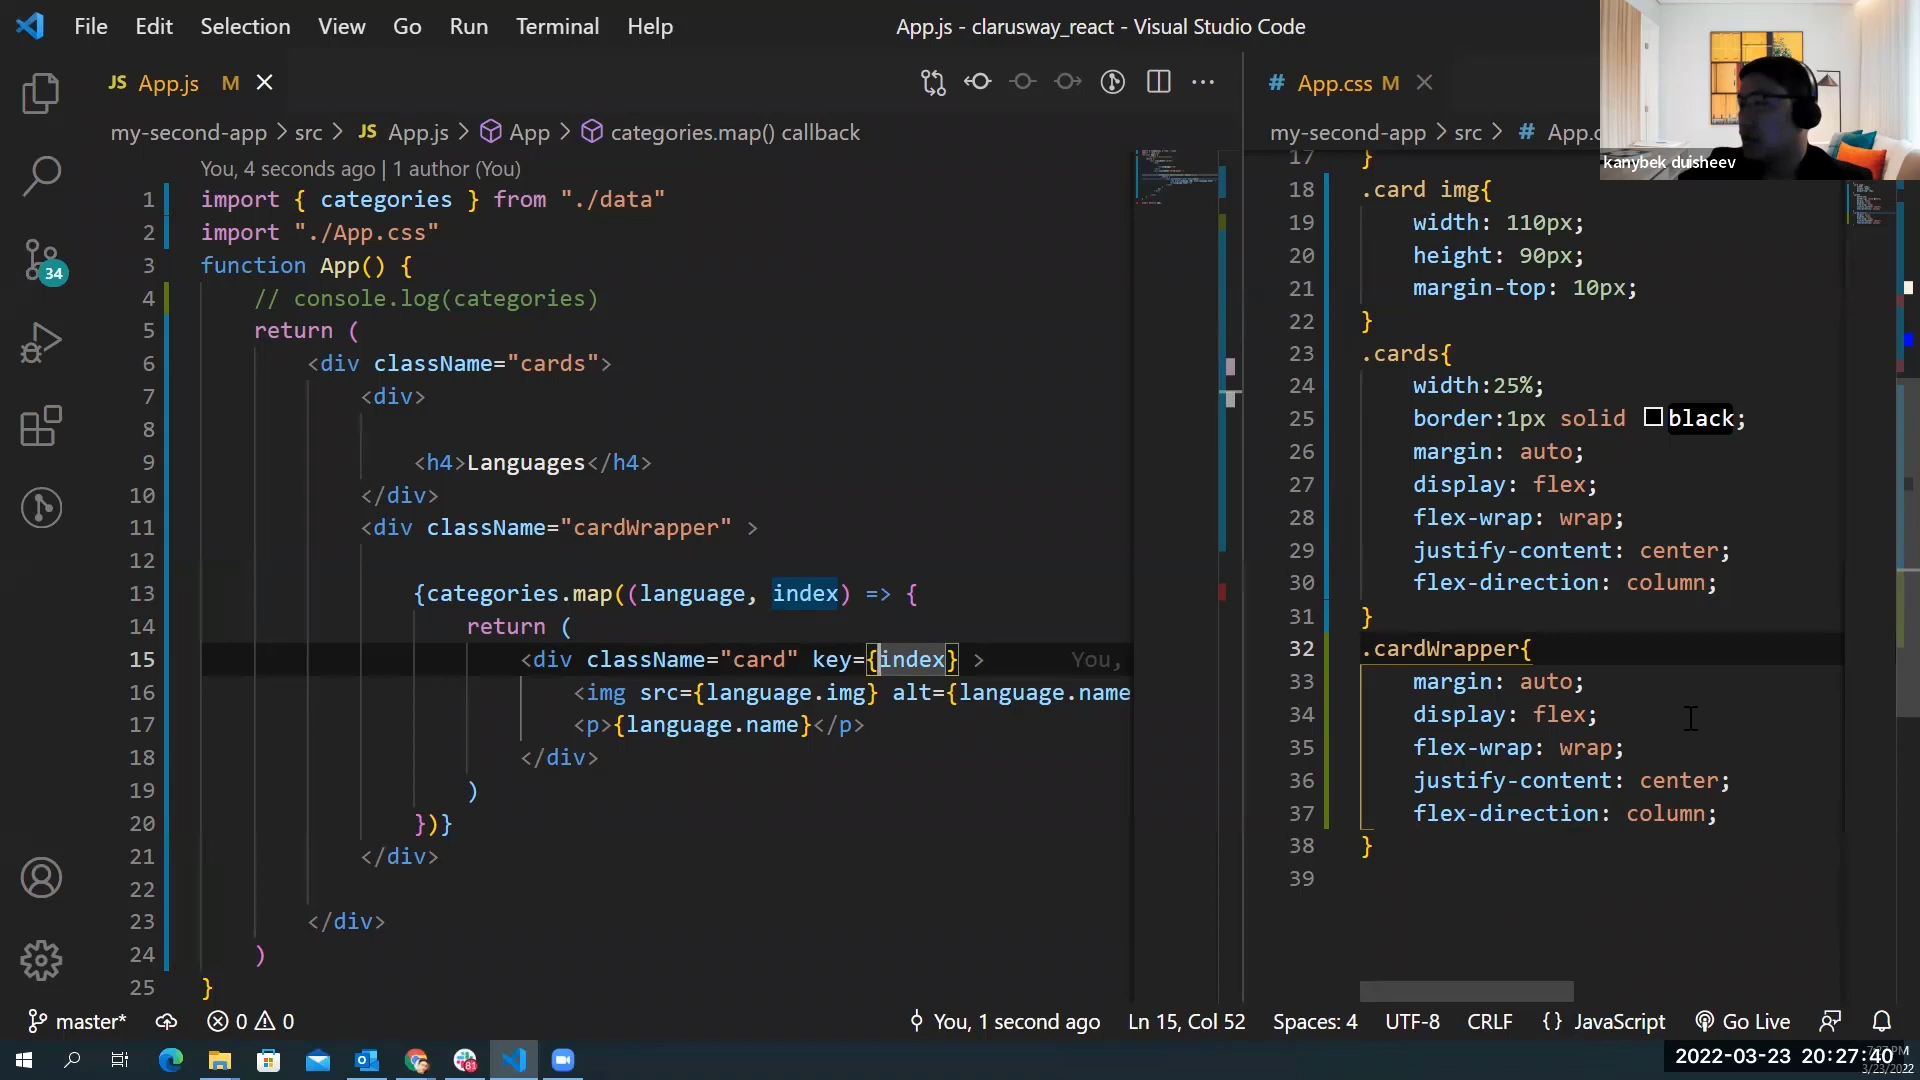 File Edit Selection View Go Run Terminal Help
App.js - clarusway_react - Visual Studio Code
JS App.js M
# App.css M
my-second-app > src > JS App.js > App > categories.map() callback
my-second-app > src > # App.c
kanybek duisheev
You, 4 seconds ago | 1 author (You)
1 import { categories } from "./data"
2 import "./App.css"
3 function App() {
4 // console.log(categories)
5 return (
6 <div className="cards">
7 <div>
8
9 <h4>Languages</h4>
10 </div>
11 <div className="cardWrapper" >
12
13 {categories.map((language, index) => {
14 return (
15 <div className="card" key={index} > You,
16 <img src={language.img} alt={language.name
17 <p>{language.name}</p>
18 </div>
19 )
20 })}
21 </div>
22
23 </div>
24 )
25 }
17 }
18 .card img{
19 width: 110px;
20 height: 90px;
21 margin-top: 10px;
22 }
23 .cards{
24 width:25%;
25 border:1px solid black;
26 margin: auto;
27 display: flex;
28 flex-wrap: wrap;
29 justify-content: center;
30 flex-direction: column;
31 }
32 .cardWrapper{
33 margin: auto;
34 display: flex;
35 flex-wrap: wrap;
36 justify-content: center;
37 flex-direction: column;
38 }
39
34
master* 0 0 You, 1 second ago Ln 15, Col 52 Spaces: 4 UTF-8 CRLF {} JavaScript Go Live
81
2022-03-23 20:27:40
3/23/2022